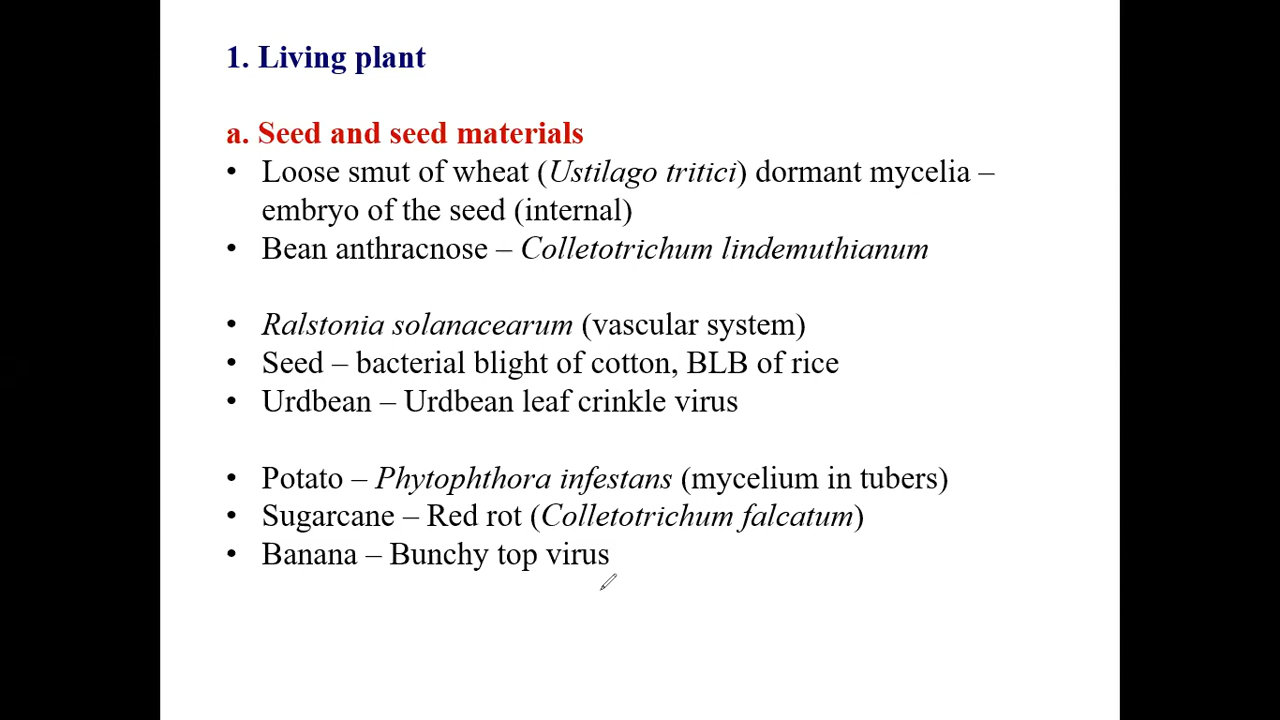 1. Living plant
a. Seed and seed materials
• Loose smut of wheat (Ustilago tritici) dormant mycelia –
embryo of the seed (internal)
• Bean anthracnose – Colletotrichum lindemuthianum
• Ralstonia solanacearum (vascular system)
• Seed – bacterial blight of cotton, BLB of rice
• Urdbean – Urdbean leaf crinkle virus
• Potato – Phytophthora infestans (mycelium in tubers)
• Sugarcane – Red rot (Colletotrichum falcatum)
• Banana – Bunchy top virus